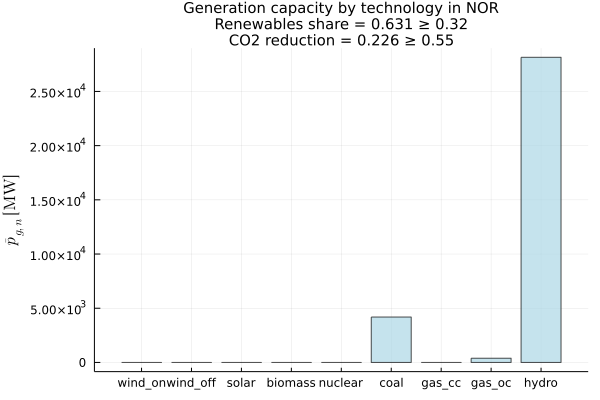 Generation capacity by technology in NOR
Renewables share = 0.631 ≥ 0.32
CO2 reduction = 0.226 ≥ 0.55
p̄g,n [MW]
2.50×10⁴
2.00×10⁴
1.50×10⁴
1.00×10⁴
5.00×10³
0
wind_on wind_off solar biomass nuclear coal gas_cc gas_oc hydro